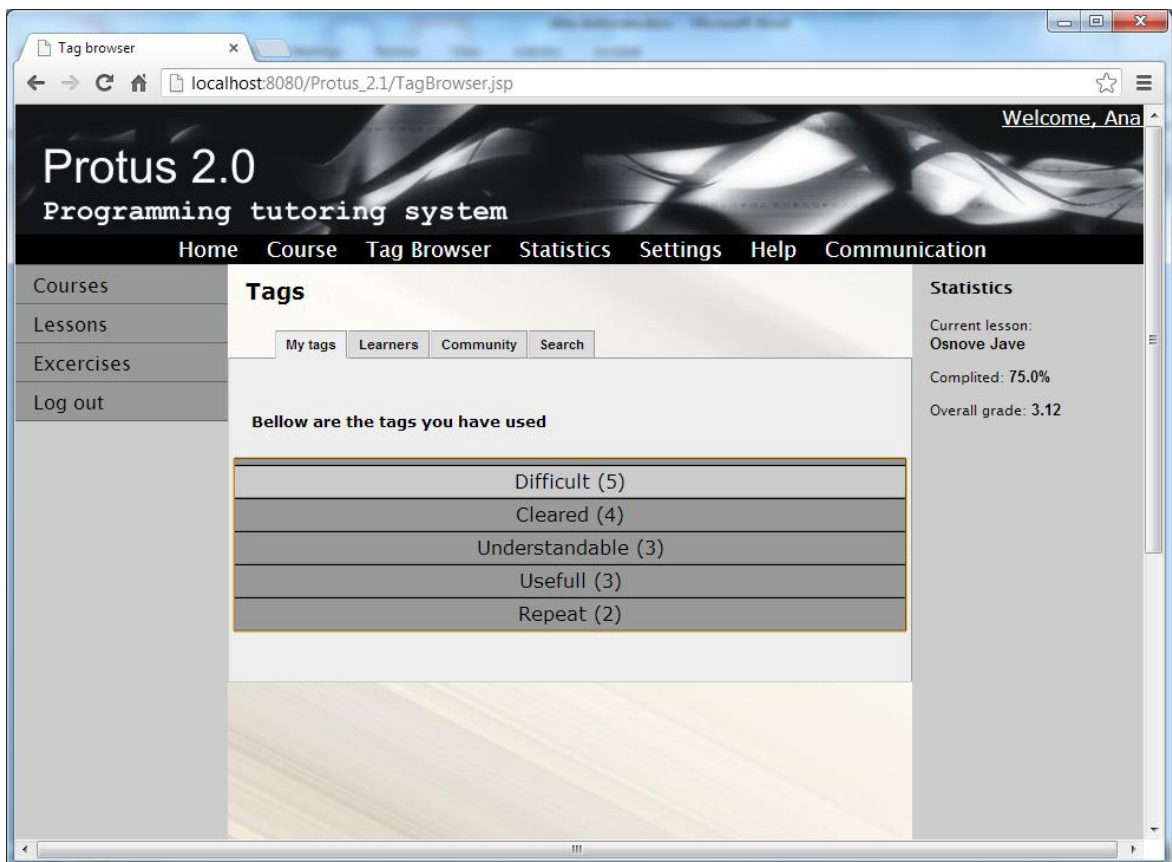 Tag browser
localhost:8080/Protus_2.1/TagBrowser.jsp
Welcome, Ana
Protus 2.0
Programming tutoring system
Home Course Tag Browser Statistics Settings Help Communication
Courses
Lessons
Excercises
Log out
Tags
My tags Learners Community Search
Bellow are the tags you have used
Difficult (5)
Cleared (4)
Understandable (3)
Usefull (3)
Repeat (2)
Statistics
Current lesson:
Osnove Jave
Complited: 75.0%
Overall grade: 3.12